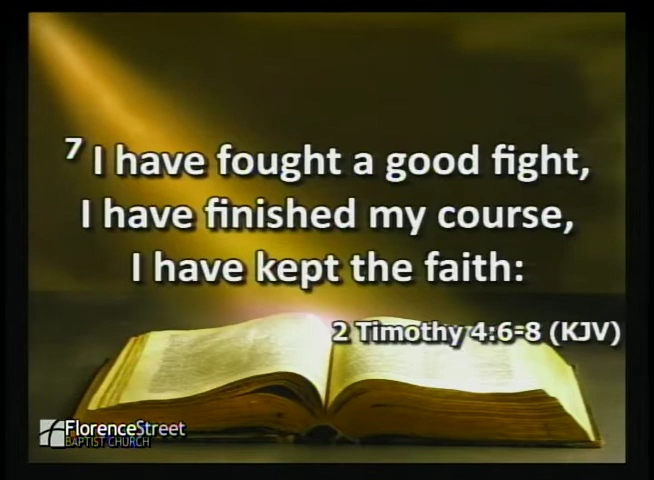 7 I have fought a good fight,
I have finished my course,
I have kept the faith:
2 Timothy 4:6-8 (KJV)
FlorenceStreet
BAPTIST CHURCH